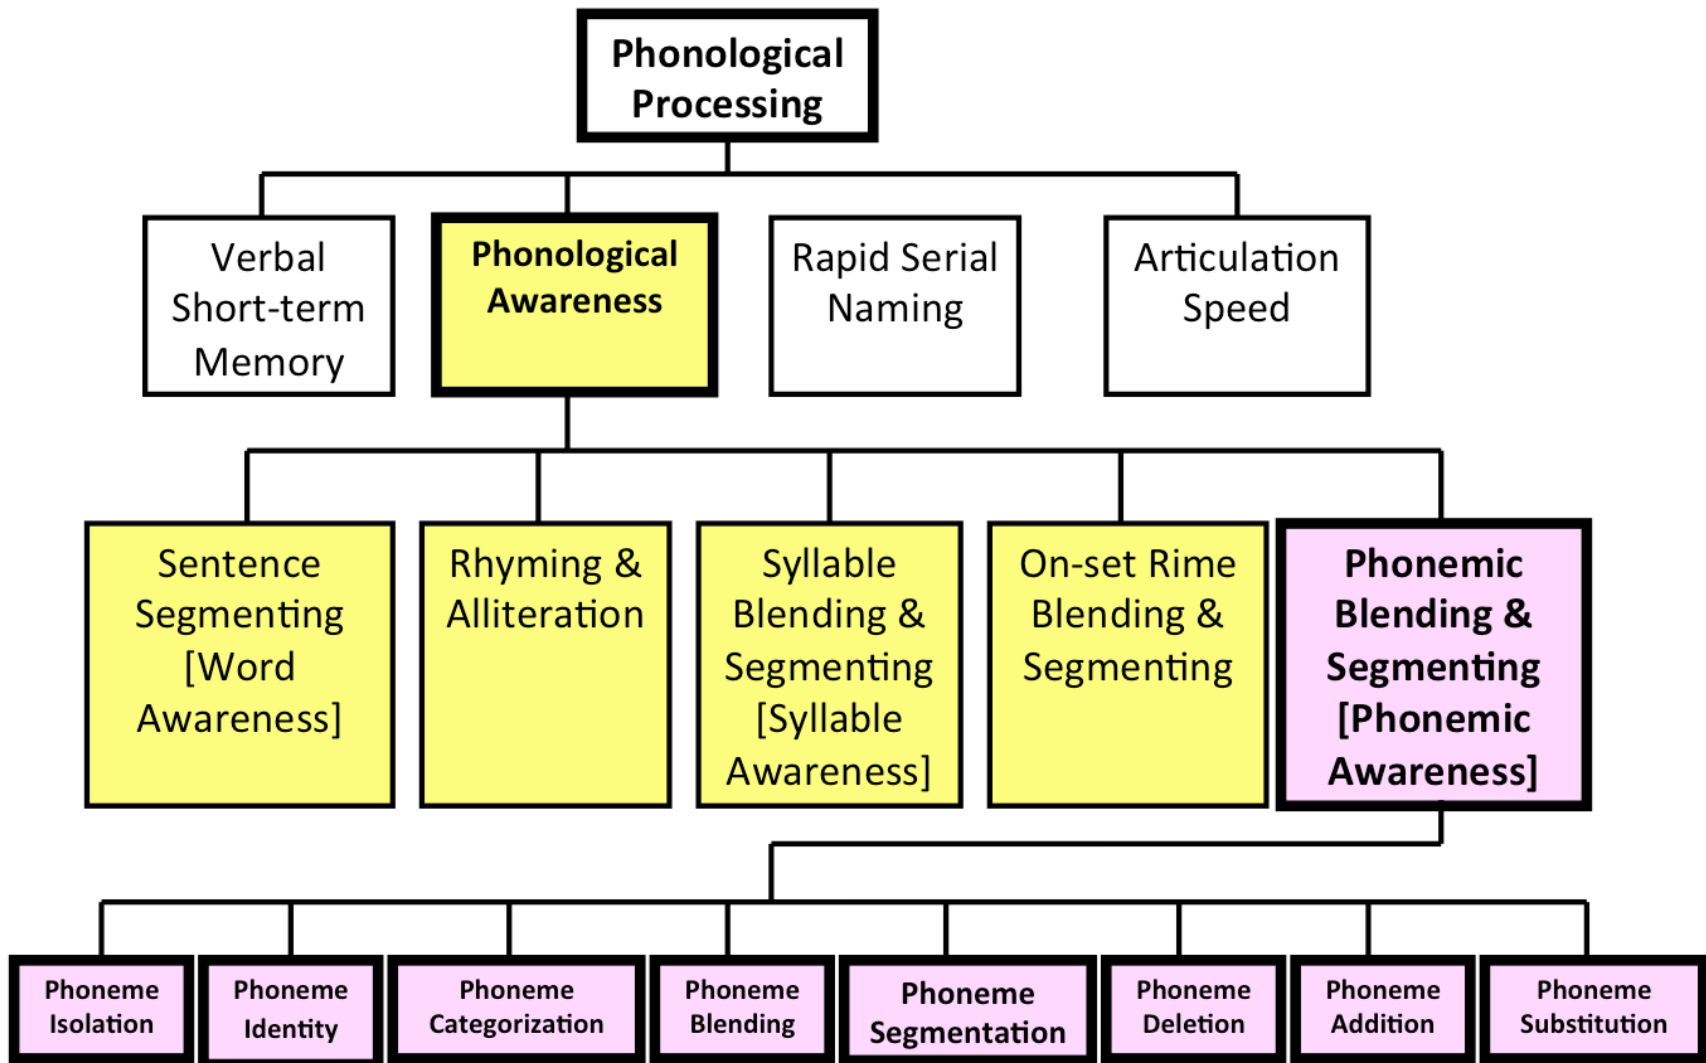 Phonological
Processing
Verbal
Short-term
Memory
Phonological
Awareness
Rapid Serial
Naming
Articulation
Speed
Sentence
Segmenting
[Word
Awareness]
Rhyming &
Alliteration
Syllable
Blending &
Segmenting
[Syllable
Awareness]
On-set Rime
Blending &
Segmenting
Phonemic
Blending &
Segmenting
[Phonemic
Awareness]
Phoneme
Isolation
Phoneme
Identity
Phoneme
Categorization
Phoneme
Blending
Phoneme
Segmentation
Phoneme
Deletion
Phoneme
Addition
Phoneme
Substitution